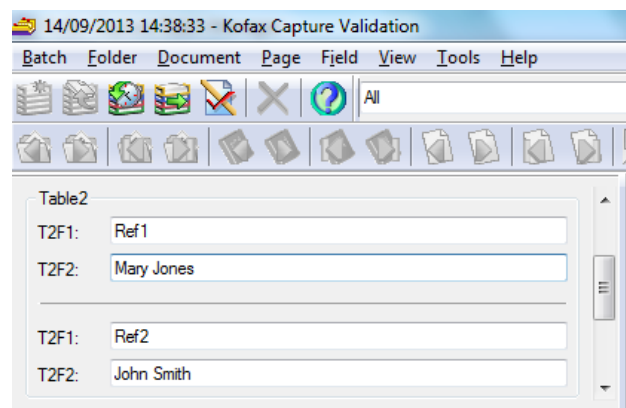 14/09/2013 14:38:33 - Kofax Capture Validation
Batch Folder Document Page Field View Tools Help
All
Table2
T2F1: Ref1
T2F2: Mary Jones
T2F1: Ref2
T2F2: John Smith